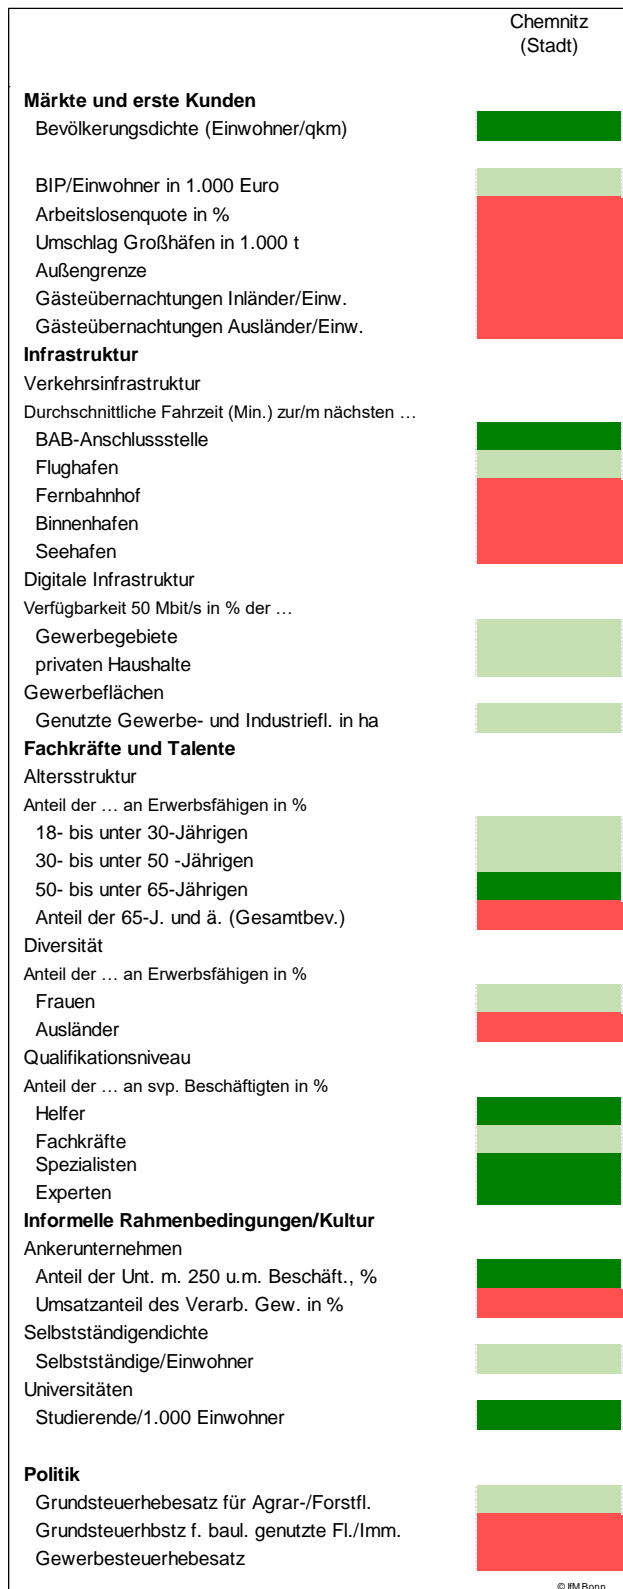 Chemnitz
(Stadt)
Märkte und erste Kunden
Bevölkerungsdichte (Einwohner/qkm)
BIP/Einwohner in 1.000 Euro
Arbeitslosenquote in %
Umschlag Großhäfen in 1.000 t
Außengrenze
Gästeübernachtungen Inländer/Einw.
Gästeübernachtungen Ausländer/Einw.
Infrastruktur
Verkehrsinfrastruktur
Durchschnittliche Fahrzeit (Min.) zur/m nächsten …
BAB-Anschlussstelle
Flughafen
Fernbahnhof
Binnenhafen
Seehafen
Digitale Infrastruktur
Verfügbarkeit 50 Mbit/s in % der …
Gewerbegebiete
privaten Haushalte
Gewerbeflächen
Genutzte Gewerbe- und Industriefl. in ha
Fachkräfte und Talente
Altersstruktur
Anteil der … an Erwerbsfähigen in %
18- bis unter 30-Jährigen
30- bis unter 50 -Jährigen
50- bis unter 65-Jährigen
Anteil der 65-J. und ä. (Gesamtbev.)
Diversität
Anteil der … an Erwerbsfähigen in %
Frauen
Ausländer
Qualifikationsniveau
Anteil der … an svp. Beschäftigten in %
Helfer
Fachkräfte
Spezialisten
Experten
Informelle Rahmenbedingungen/Kultur
Ankerunternehmen
Anteil der Unt. m. 250 u.m. Beschäft., %
Umsatzanteil des Verarb. Gew. in %
Selbstständigendichte
Selbstständige/Einwohner
Universitäten
Studierende/1.000 Einwohner
Politik
Grundsteuerhebesatz für Agrar-/Forstfl.
Grundsteuerhbstz f. baul. genutzte Fl./Imm.
Gewerbesteuerhebesatz
© IfM Bonn